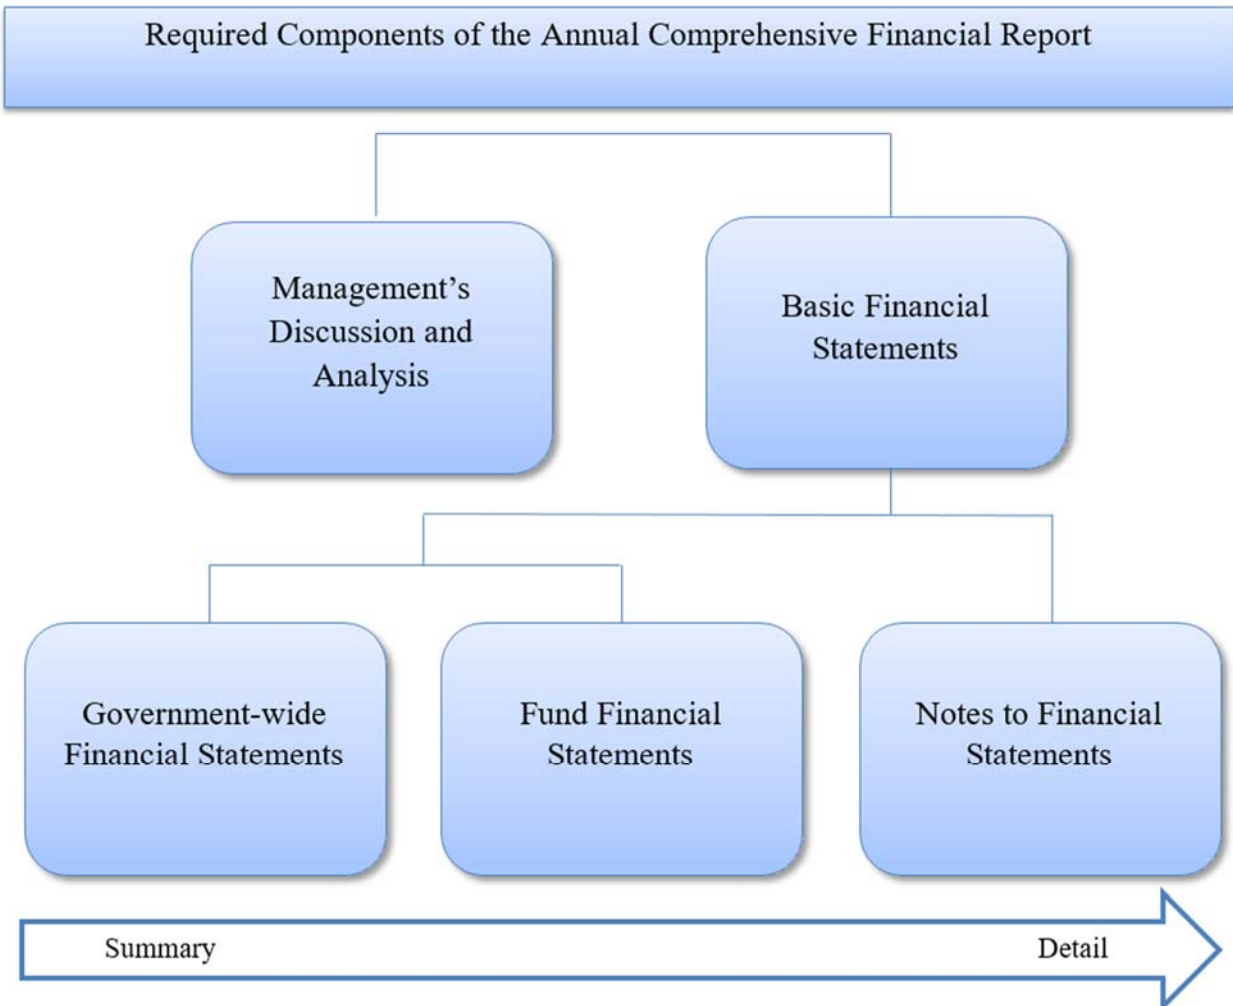 Required Components of the Annual Comprehensive Financial Report
Management’s
Discussion and
Analysis
Basic Financial
Statements
Government-wide
Financial Statements
Fund Financial
Statements
Notes to Financial
Statements
Summary
Detail